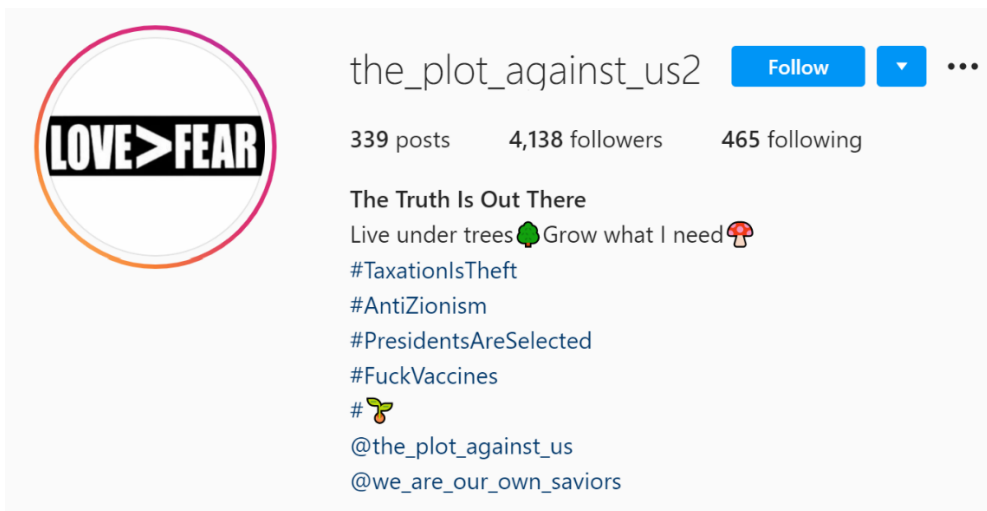 LOVE>FEAR
the_plot_against_us2 Follow
339 posts 4,138 followers 465 following
The Truth Is Out There
Live under trees🌳Grow what I need🍄
#TaxationIsTheft
#AntiZionism
#PresidentsAreSelected
#FuckVaccines
#🌱
@the_plot_against_us
@we_are_our_own_saviors